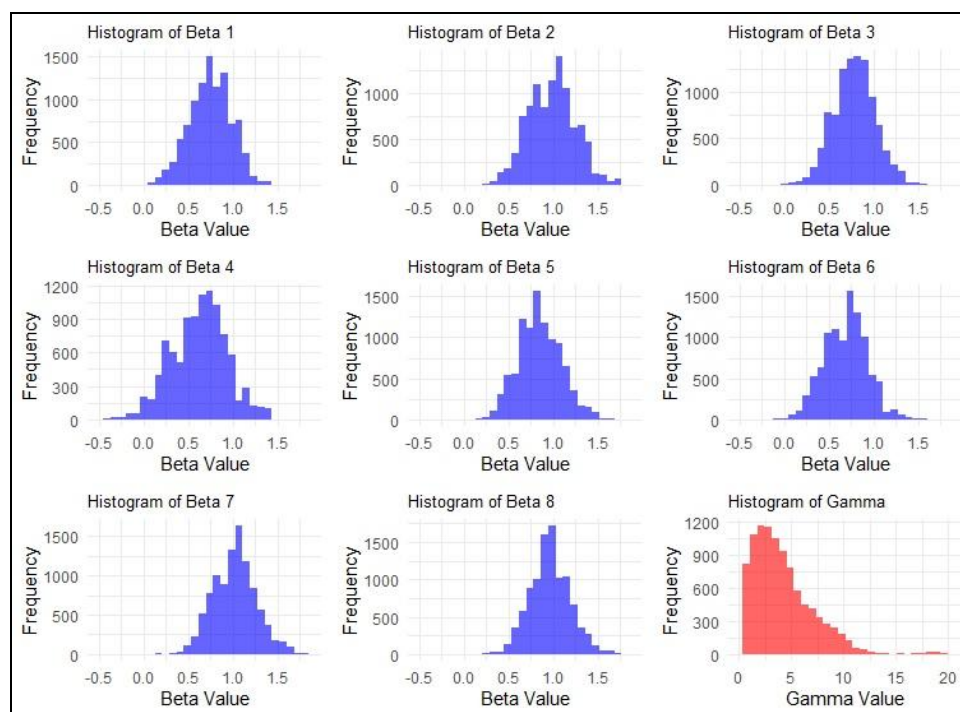 Histogram of Beta 1
Frequency
1500
1000
500
0
-0.5 0.0 0.5 1.0 1.5
Beta Value
Histogram of Beta 2
Frequency
1000
500
0
-0.5 0.0 0.5 1.0 1.5
Beta Value
Histogram of Beta 3
Frequency
1000
500
0
-0.5 0.0 0.5 1.0 1.5
Beta Value
Histogram of Beta 4
Frequency
1200
900
600
300
0
-0.5 0.0 0.5 1.0 1.5
Beta Value
Histogram of Beta 5
Frequency
1500
1000
500
0
-0.5 0.0 0.5 1.0 1.5
Beta Value
Histogram of Beta 6
Frequency
1500
1000
500
0
-0.5 0.0 0.5 1.0 1.5
Beta Value
Histogram of Beta 7
Frequency
1500
1000
500
0
-0.5 0.0 0.5 1.0 1.5
Beta Value
Histogram of Beta 8
Frequency
1500
1000
500
0
-0.5 0.0 0.5 1.0 1.5
Beta Value
Histogram of Gamma
Frequency
1200
900
600
300
0
0 5 10 15 20
Gamma Value